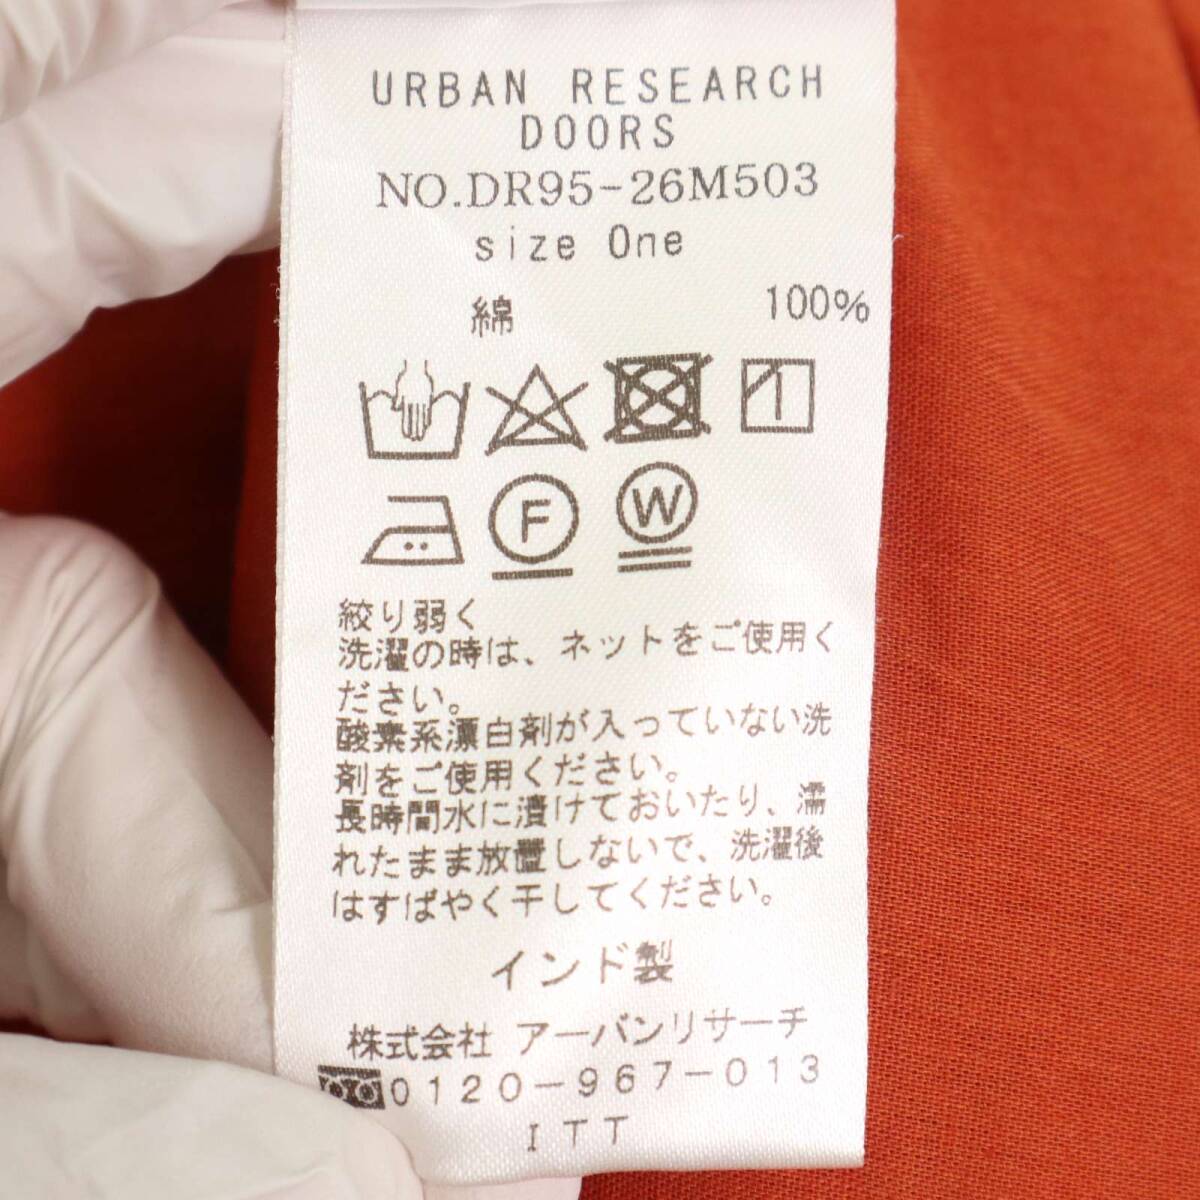 URBAN RESEARCH
DOORS
NO.DR95-26M503
size One
綿 100%
F W
絞り弱く
洗濯の時は、ネットをご使用く
ださい。
酸素系漂白剤が入っていない洗
剤をご使用ください。
長時間水に漬けておいたり、濡
れたまま放置しないで、洗濯後
はすばやく干してください。
インド製
株式会社 アーバンリサーチ
0120-967-013
ITT